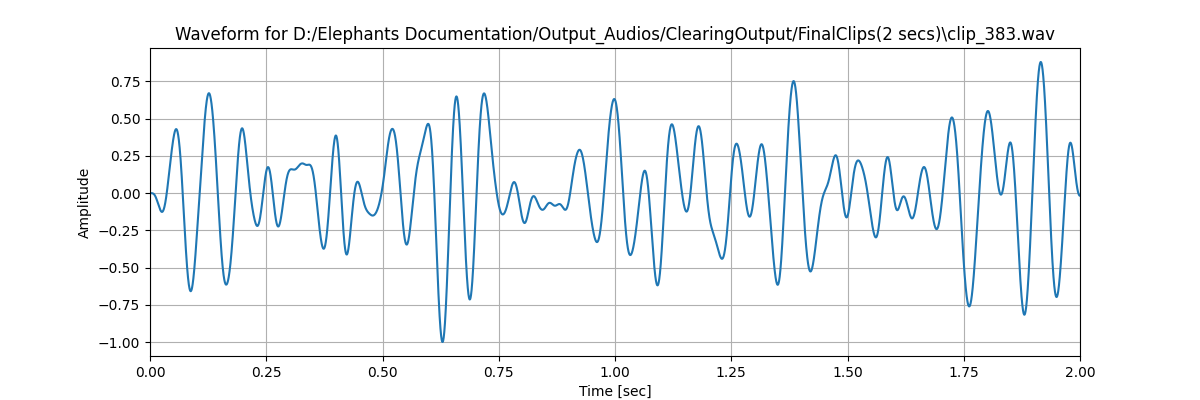 Waveform for D:/Elephants Documentation/Output_Audios/ClearingOutput/FinalClips(2 secs)\clip_383.wav
Amplitude
0.75
0.50
0.25
0.00
−0.25
−0.50
−0.75
−1.00
0.00 0.25 0.50 0.75 1.00 1.25 1.50 1.75 2.00
Time [sec]